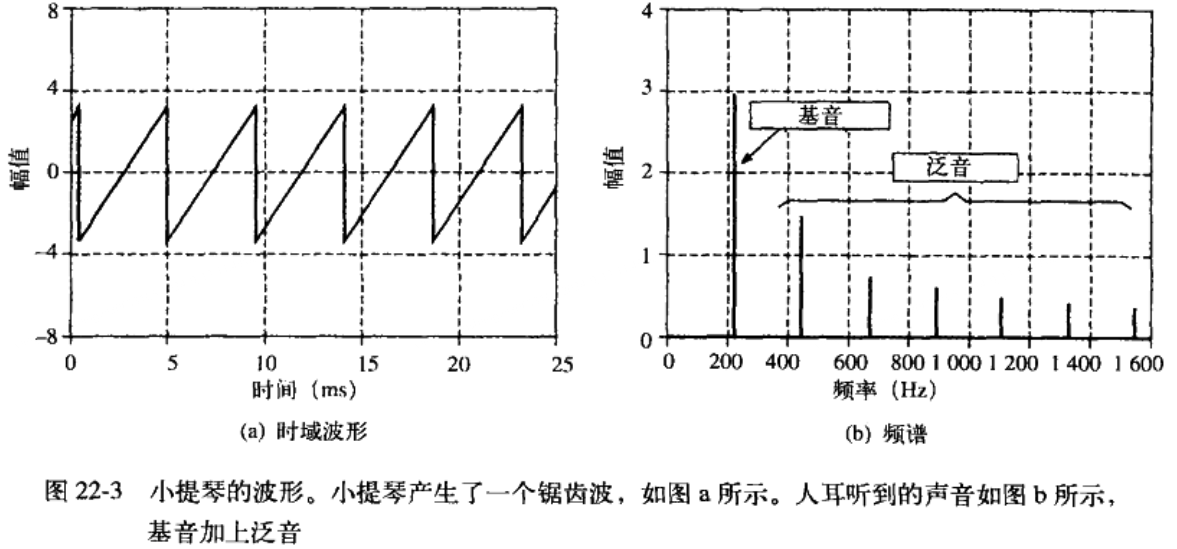 8
4
0
-4
-8
幅值
0 5 10 15 20 25
时间（ms）
(a) 时域波形
4
3
2
1
0
幅值
基音
泛音
0 200 400 600 800 1 000 1 200 1 400 1 600
频率（Hz）
(b) 频谱
图 22-3 小提琴的波形。小提琴产生了一个锯齿波，如图 a 所示。人耳听到的声音如图 b 所示，
基音加上泛音